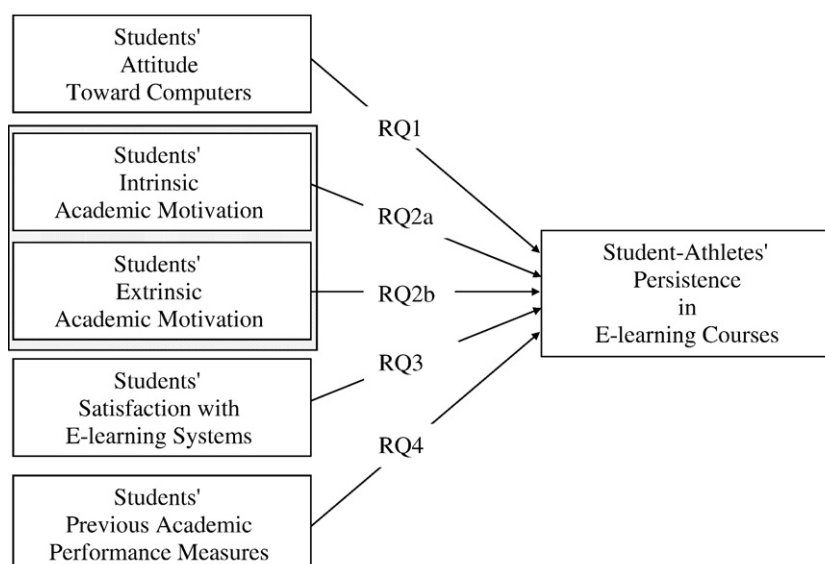 Students'
Attitude
Toward Computers
RQ1
Students'
Intrinsic
Academic Motivation
RQ2a
Students'
Extrinsic
Academic Motivation
RQ2b
Student-Athletes'
Persistence
in
E-learning Courses
Students'
Satisfaction with
E-learning Systems
RQ3
Students'
Previous Academic
Performance Measures
RQ4